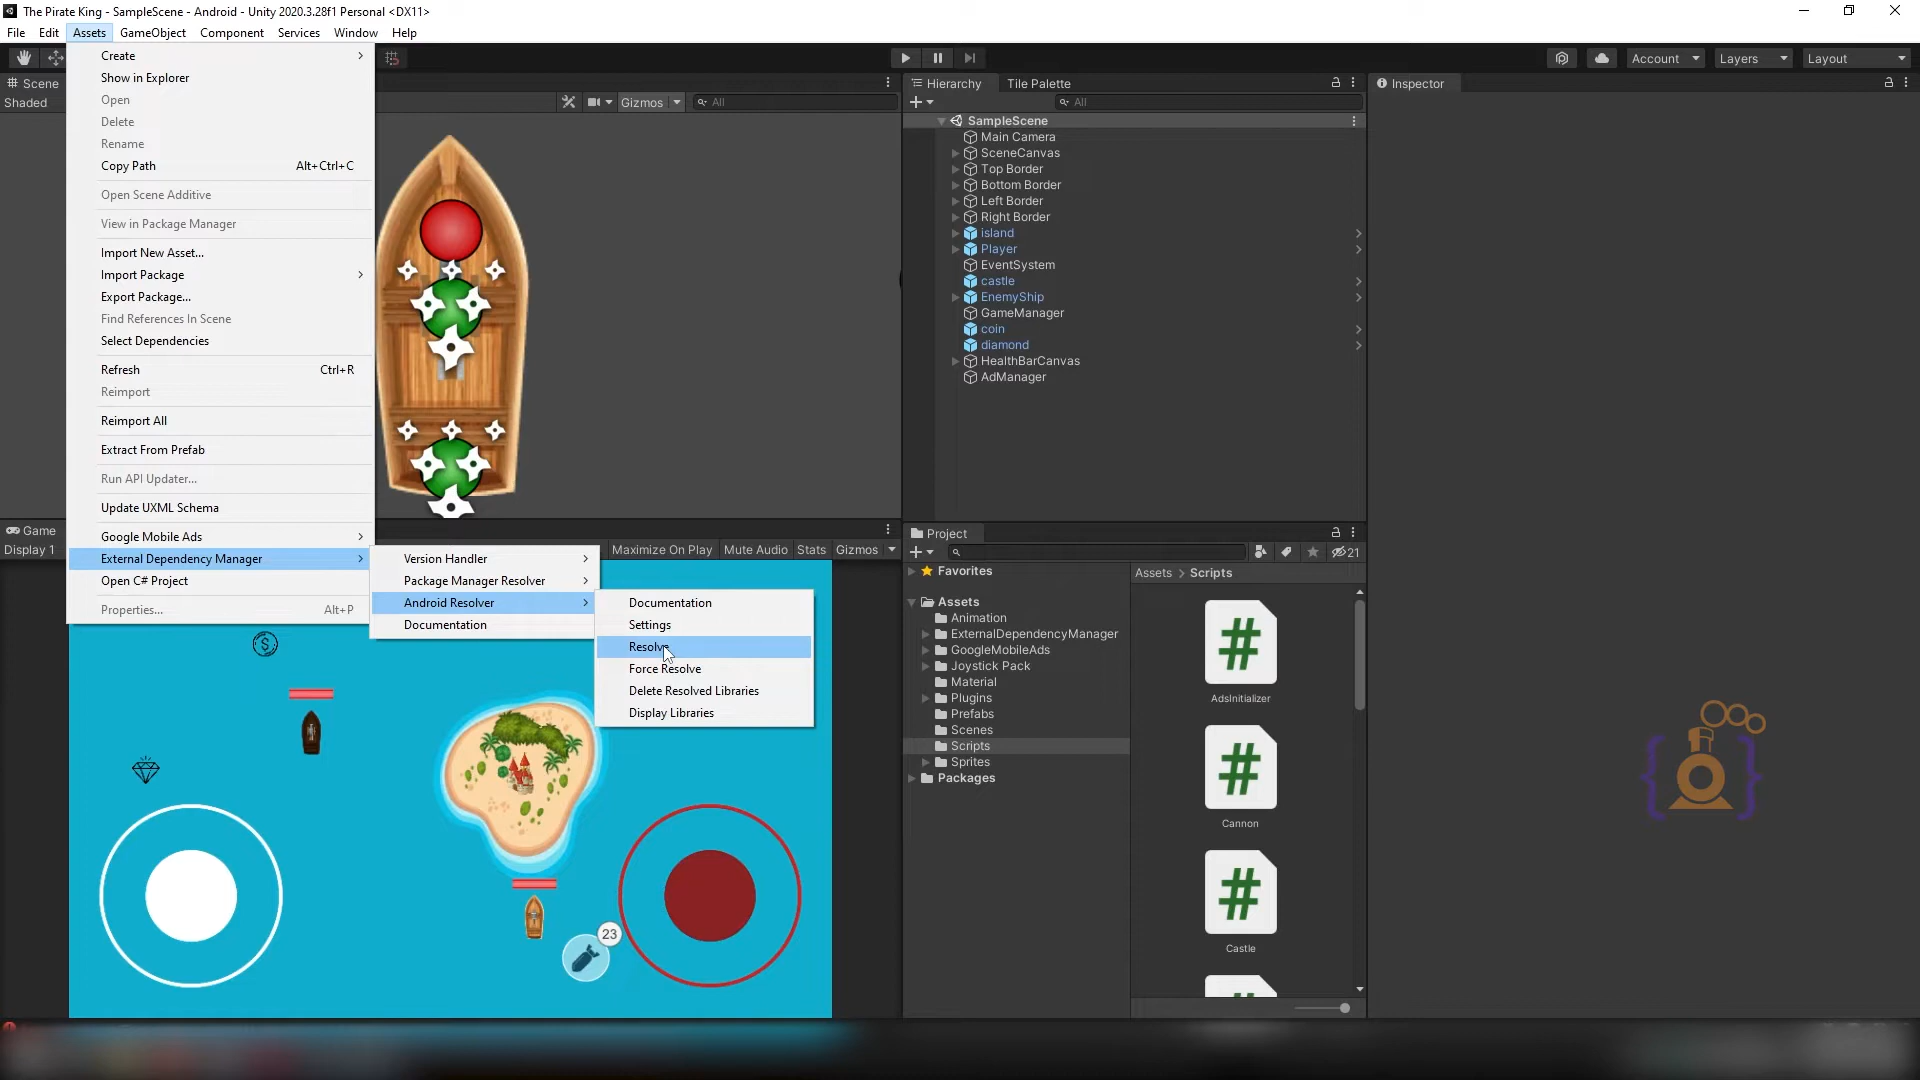 The Pirate King - SampleScene - Android - Unity 2020.3.28f1 Personal <DX11>
File Edit Assets GameObject Component Services Window Help
Account Layers Layout
Scene
Shaded
Gizmos All
Create
Show in Explorer
Open
Delete
Rename
Copy Path Alt+Ctrl+C
Open Scene Additive
View in Package Manager
Import New Asset...
Import Package
Export Package...
Find References In Scene
Select Dependencies
Refresh Ctrl+R
Reimport
Reimport All
Extract From Prefab
Run API Updater...
Update UXML Schema
Google Mobile Ads
External Dependency Manager
Open C# Project
Properties... Alt+P
Version Handler
Package Manager Resolver
Android Resolver
Documentation
Documentation
Settings
Resolve
Force Resolve
Delete Resolved Libraries
Display Libraries
Game
Display 1
Maximize On Play Mute Audio Stats Gizmos
$
23
Hierarchy Tile Palette
All
SampleScene
Main Camera
SceneCanvas
Top Border
Bottom Border
Left Border
Right Border
island
Player
EventSystem
castle
EnemyShip
GameManager
coin
diamond
HealthBarCanvas
AdManager
Project
21
Favorites
Assets
Animation
ExternalDependencyManager
GoogleMobileAds
Joystick Pack
Material
Plugins
Prefabs
Scenes
Scripts
Sprites
Packages
Assets > Scripts
#
AdsInitializer
#
Cannon
#
Castle
Inspector